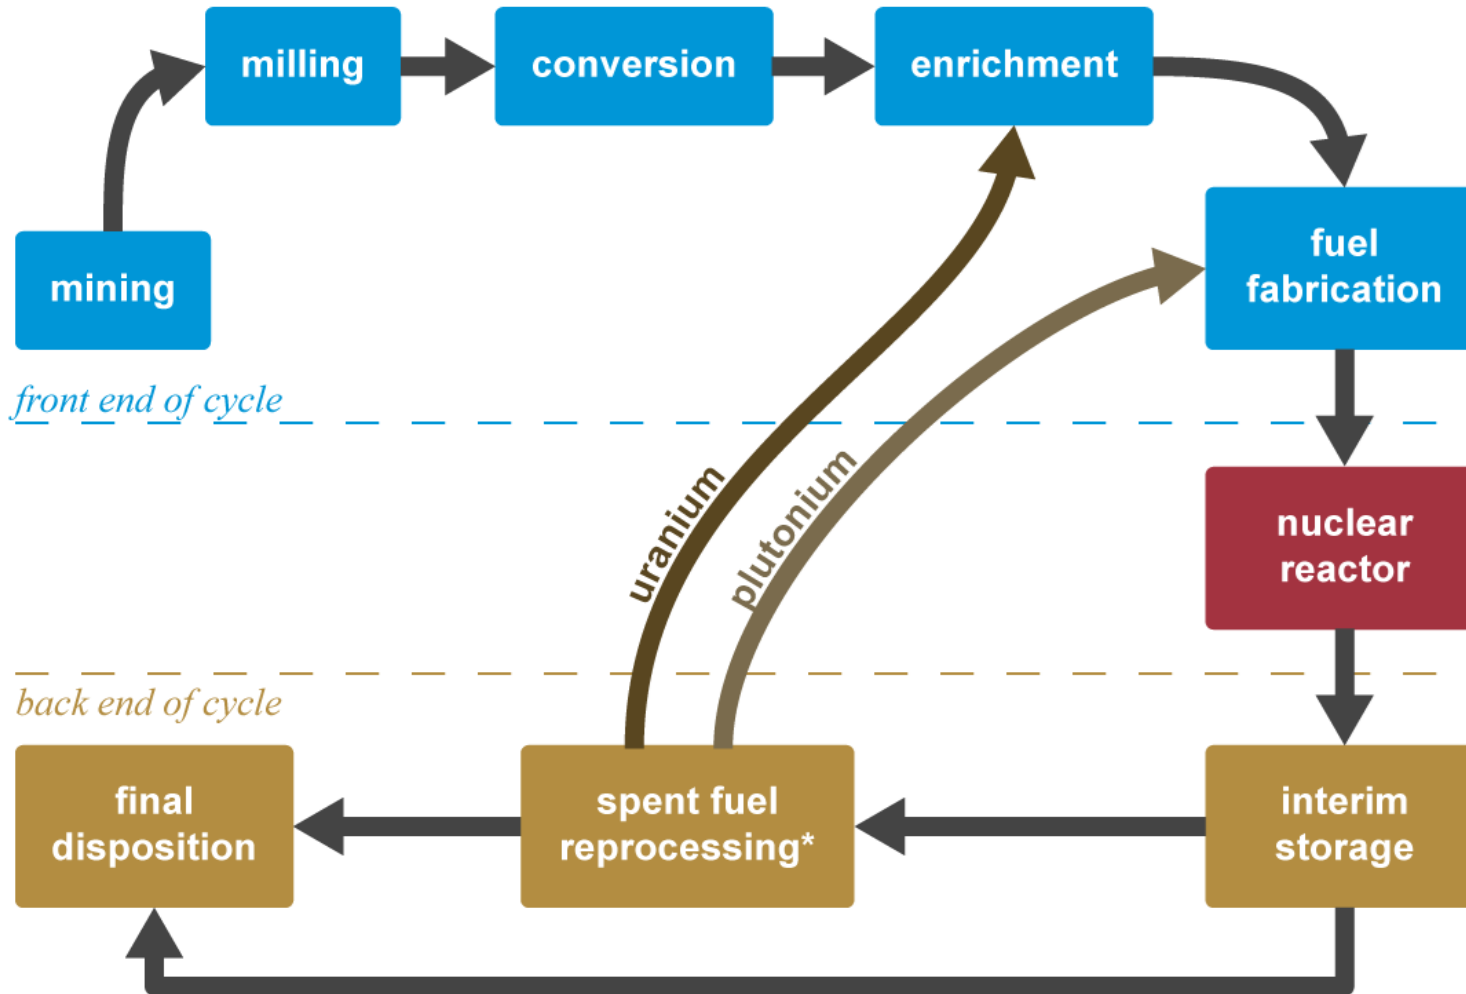 milling
conversion
enrichment
mining
fuel
fabrication
front end of cycle
uranium
plutonium
nuclear
reactor
back end of cycle
final
disposition
spent fuel
reprocessing*
interim
storage